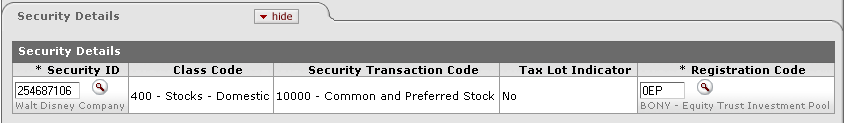 Security Details
hide
Security Details
* Security ID Class Code Security Transaction Code Tax Lot Indicator * Registration Code
254687106 400 - Stocks - Domestic 10000 - Common and Preferred Stock No 0EP
Walt Disney Company BONY - Equity Trust Investment Pool